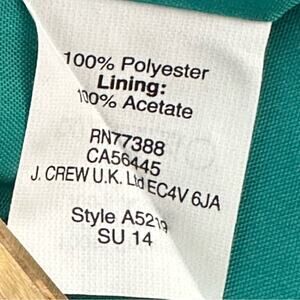 100% Polyester
Lining:
100% Acetate
RN77388
CA56445
J. CREW U.K. Ltd EC4V 6JA
Style A5219
SU 14